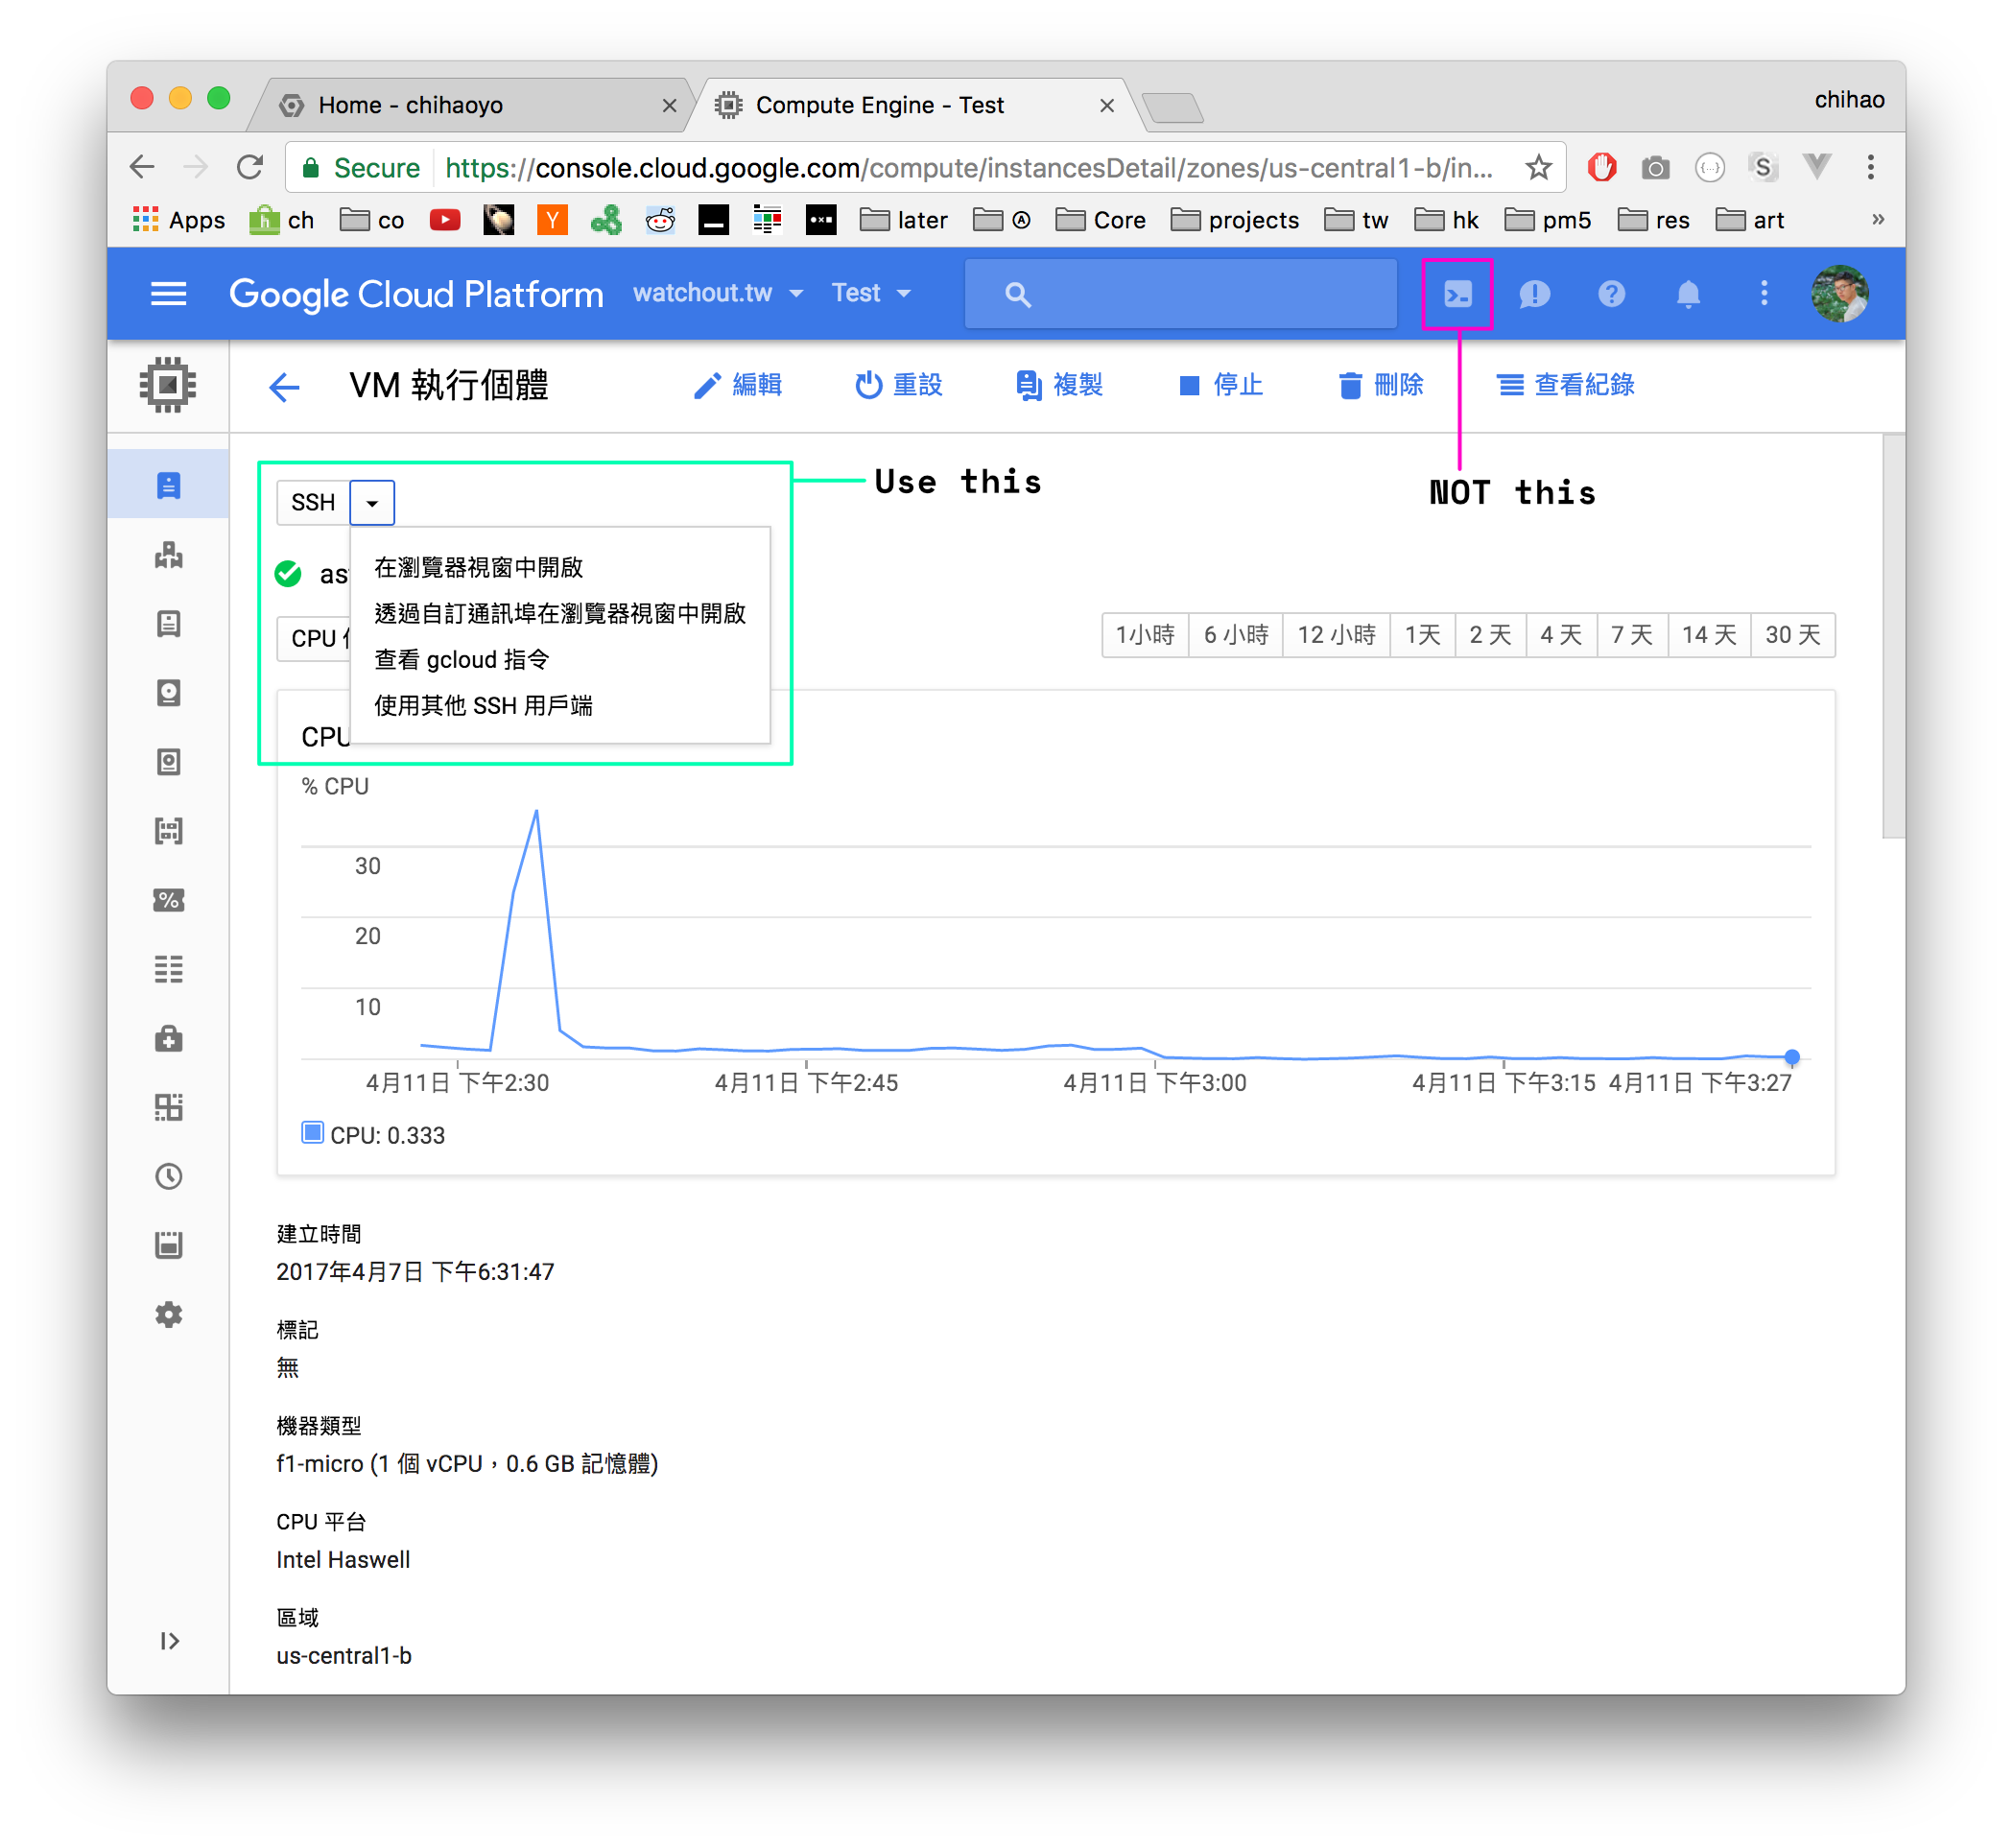 Home - chihaoyo
Compute Engine - Test
chihao
Secure https://console.cloud.google.com/compute/instancesDetail/zones/us-central1-b/in...
Apps ch co later Ⓐ Core projects tw hk pm5 res art »
Google Cloud Platform watchout.tw Test
VM 執行個體 編輯 重設 複製 停止 刪除 查看紀錄
Use this
NOT this
SSH
在瀏覽器視窗中開啟
透過自訂通訊埠在瀏覽器視窗中開啟
查看 gcloud 指令
使用其他 SSH 用戶端
as
CPU
1小時 6 小時 12 小時 1天 2 天 4 天 7 天 14 天 30 天
CPU
% CPU
30
20
10
4月11日 下午2:30 4月11日 下午2:45 4月11日 下午3:00 4月11日 下午3:15 4月11日 下午3:27
CPU: 0.333
建立時間
2017年4月7日 下午6:31:47
標記
無
機器類型
f1-micro (1 個 vCPU，0.6 GB 記憶體)
CPU 平台
Intel Haswell
區域
us-central1-b